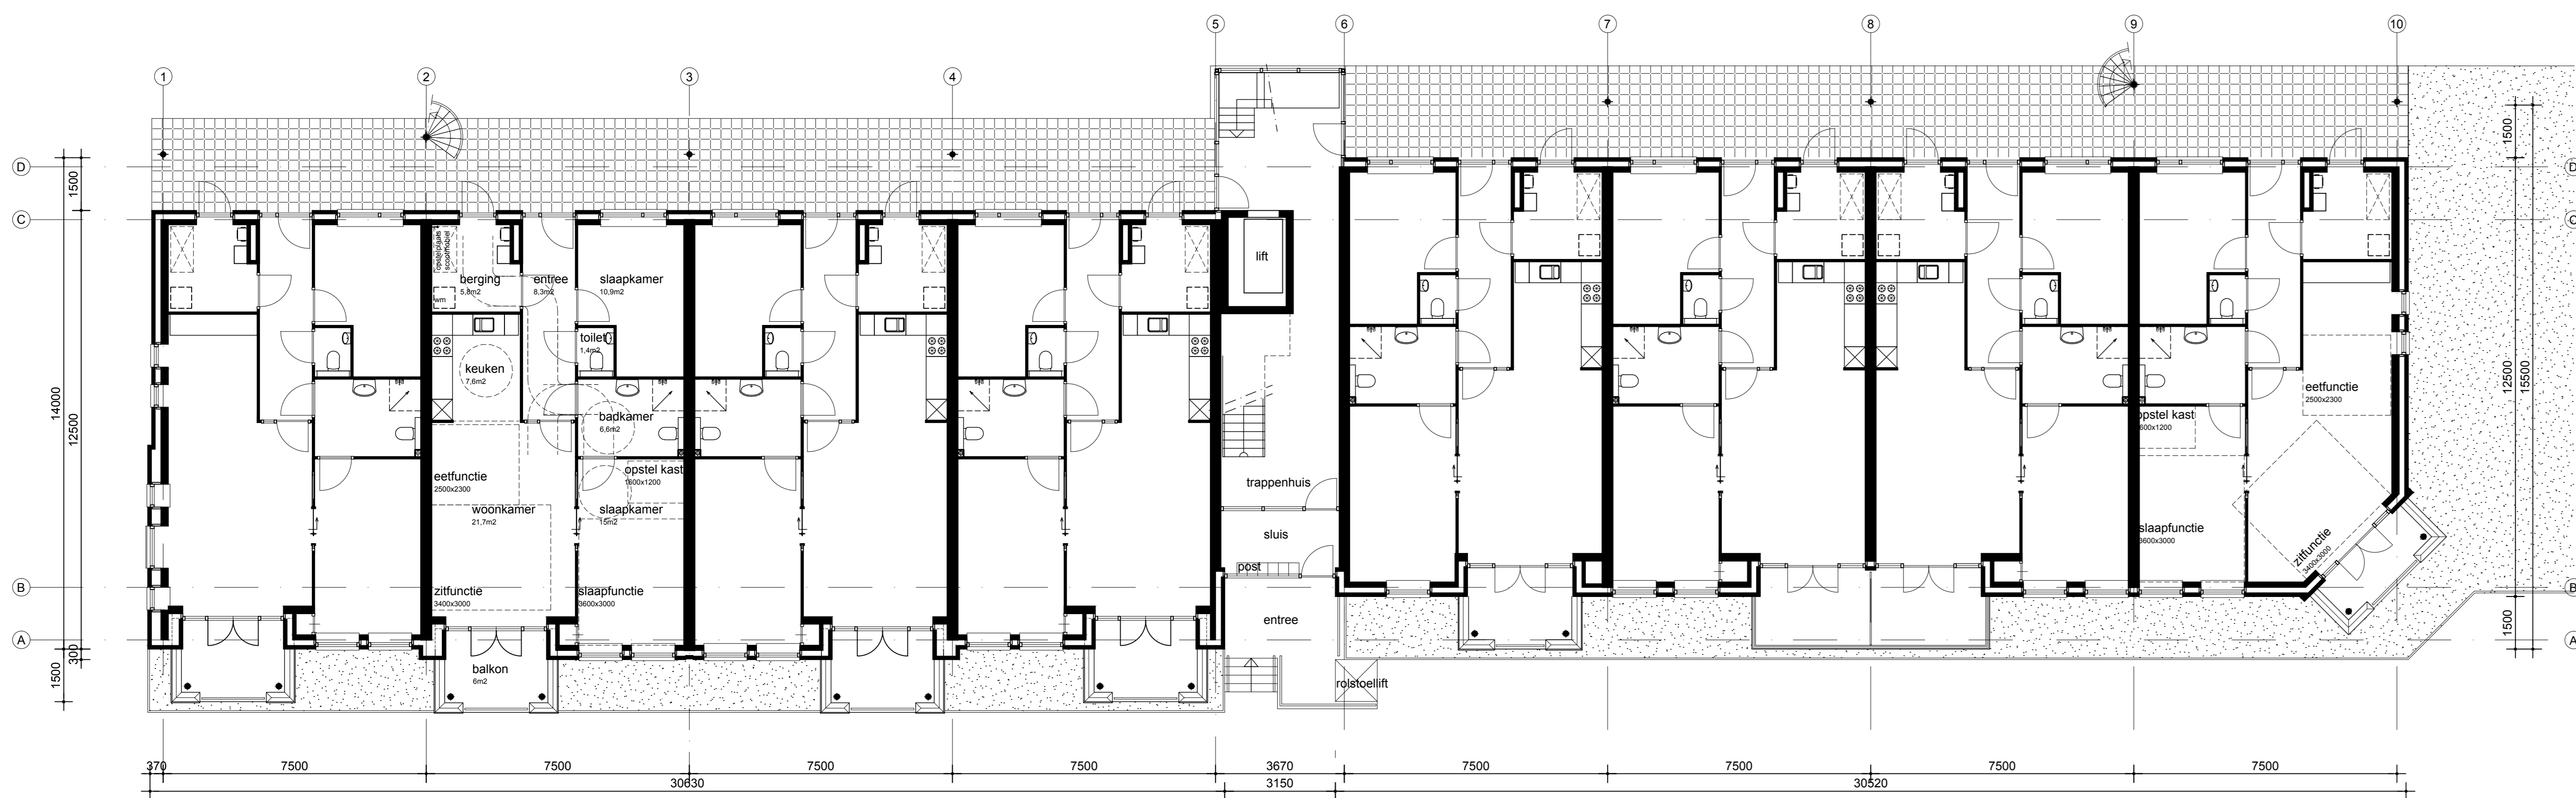 5
6
7
8
9
10
1
2
3
4
D
1500
C
14000
12500
B
A
300
1500
opstelplaats
scootmobiel
berging
5,8m2
wm
entree
8,3m2
slaapkamer
10,9m2
toilet
1,4m2
keuken
7,6m2
badkamer
6,6m2
eetfunctie
2500x2300
opstel kast
1600x1200
woonkamer
21,7m2
slaapkamer
15m2
zitfunctie
3400x3000
slaapfunctie
3600x3000
balkon
6m2
lift
trappenhuis
sluis
post
entree
rolstoellift
eetfunctie
2500x2300
opstel kast
600x1200
slaapfunctie
3600x3000
zitfunctie
3400x3000
1500
D
C
12500
15500
B
1500
A
370
7500
7500
7500
7500
3670
7500
7500
7500
7500
30630
3150
30520